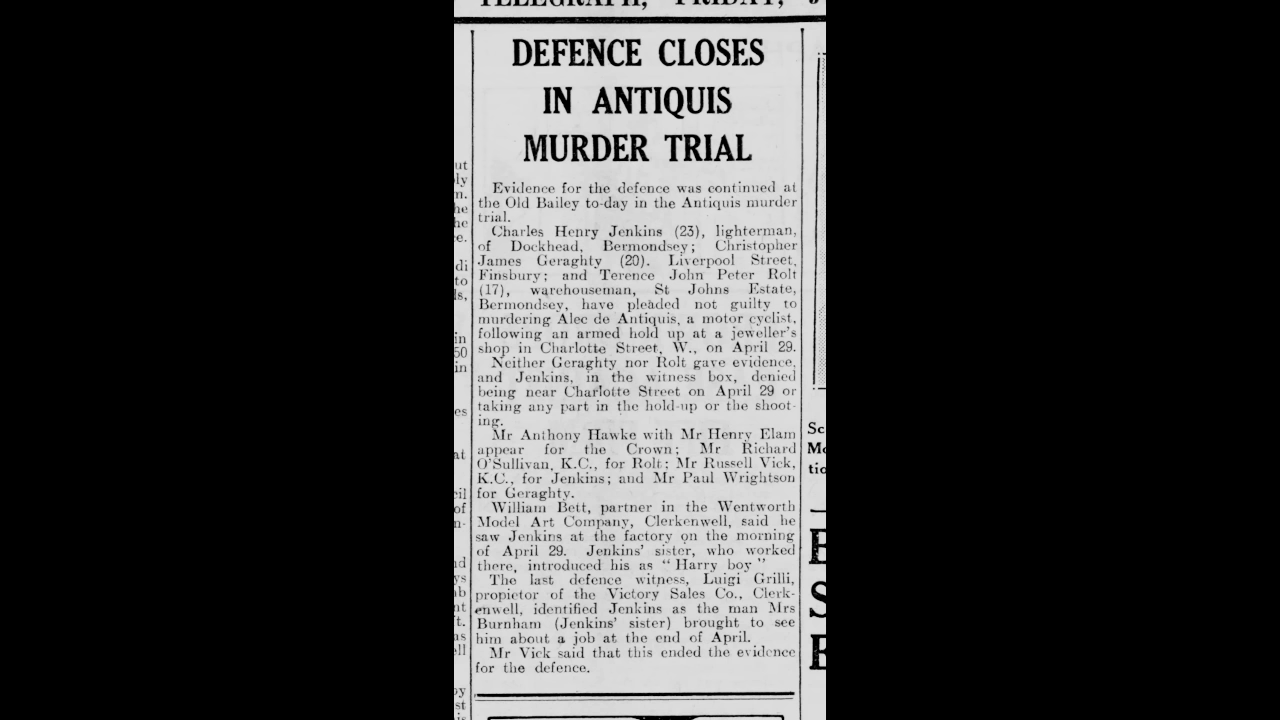 TELEGRAPH, FRIDAY, J
DEFENCE CLOSES
IN ANTIQUIS
MURDER TRIAL
Evidence for the defence was continued at
the Old Bailey to-day in the Antiquis murder
trial.
Charles Henry Jenkins (23), lighterman,
of Dockhead, Bermondsey; Christopher
James Geraghty (20), Liverpool Street,
Finsbury; and Terence John Peter Rolt
(17), warehouseman, St Johns Estate,
Bermondsey, have pleaded not guilty to
murdering Alec de Antiquis, a motor cyclist,
following an armed hold up at a jeweller's
shop in Charlotte Street, W., on April 29.
Neither Geraghty nor Rolt gave evidence,
and Jenkins, in the witness box, denied
being near Charlotte Street on April 29 or
taking any part in the hold-up or the shoot-
ing.
Mr Anthony Hawke with Mr Henry Elam
appear for the Crown; Mr Richard
O'Sullivan, K.C., for Rolt; Mr Russell Vick,
K.C., for Jenkins; and Mr Paul Wrightson
for Geraghty.
William Bett, partner in the Wentworth
Model Art Company, Clerkenwell, said he
saw Jenkins at the factory on the morning
of April 29. Jenkins' sister, who worked
there, introduced his as "Harry boy"
The last defence witness, Luigi Grilli,
propietor of the Victory Sales Co., Clerk-
enwell, identified Jenkins as the man Mrs
Burnham (Jenkins' sister) brought to see
him about a job at the end of April.
Mr Vick said that this ended the evidence
for the defence.